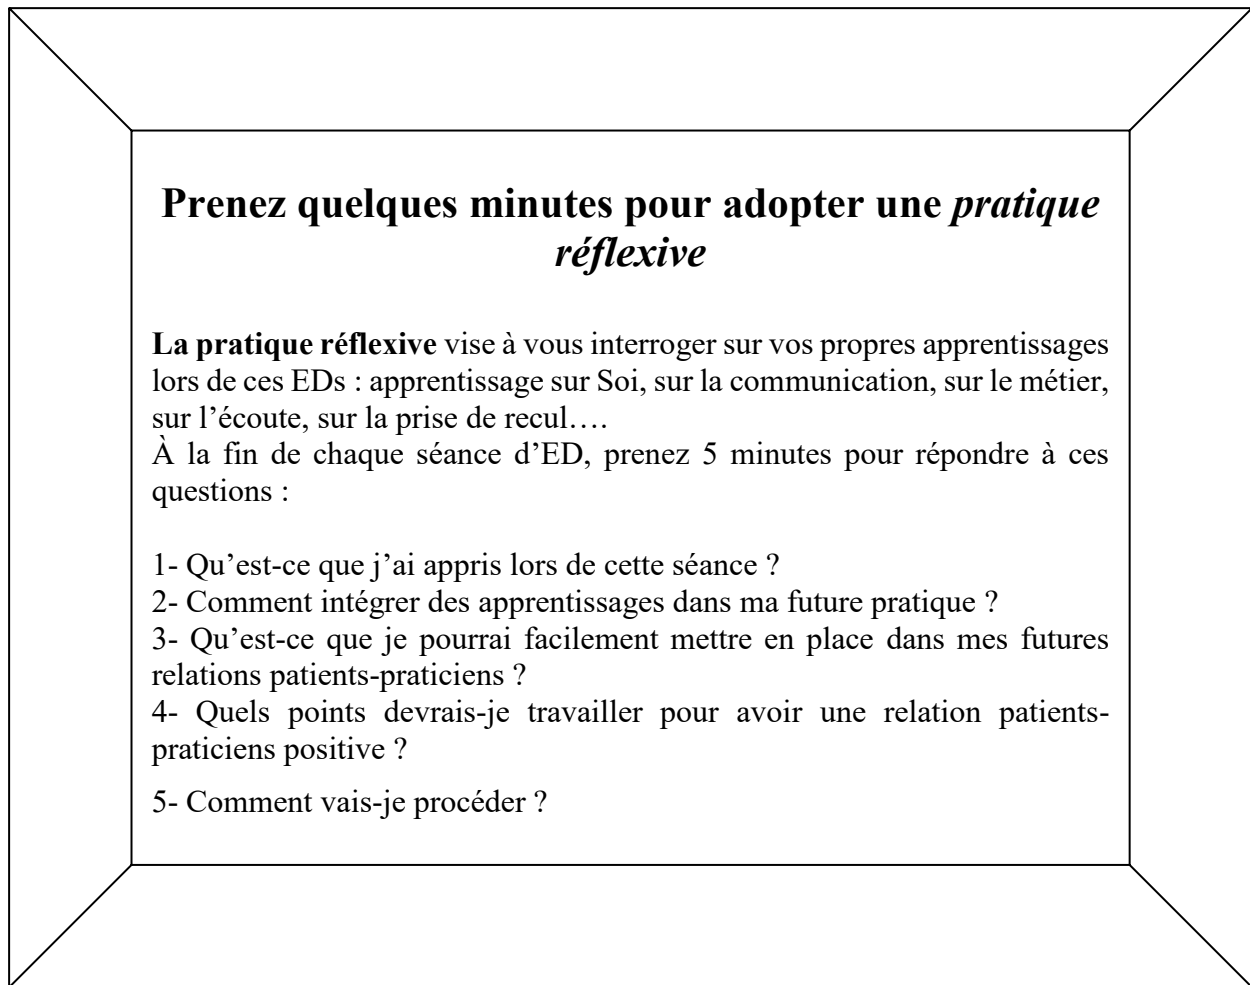 Prenez quelques minutes pour adopter une pratique
réflexive
La pratique réflexive vise à vous interroger sur vos propres apprentissages
lors de ces EDs : apprentissage sur Soi, sur la communication, sur le métier,
sur l’écoute, sur la prise de recul….
À la fin de chaque séance d’ED, prenez 5 minutes pour répondre à ces
questions :
1- Qu’est-ce que j’ai appris lors de cette séance ?
2- Comment intégrer des apprentissages dans ma future pratique ?
3- Qu’est-ce que je pourrai facilement mettre en place dans mes futures
relations patients-praticiens ?
4- Quels points devrais-je travailler pour avoir une relation patients-
praticiens positive ?
5- Comment vais-je procéder ?